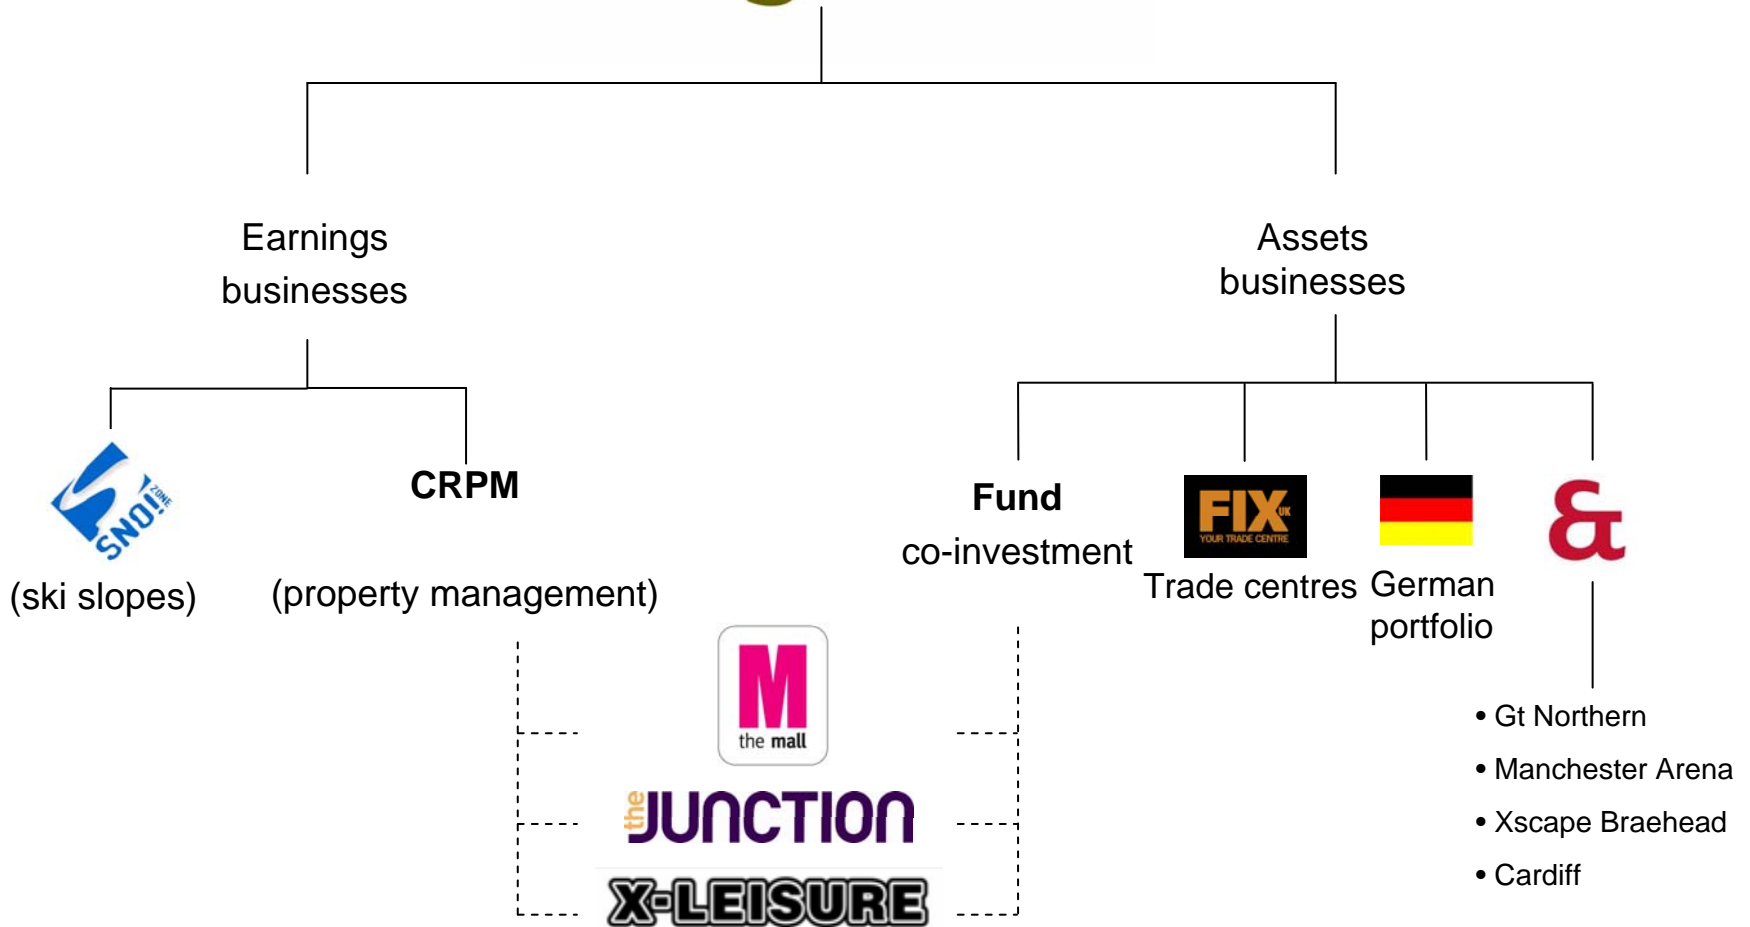 Earnings
businesses
Assets
businesses
SNO!ZONE
(ski slopes)
CRPM
(property management)
Fund
co-investment
FIX UK
YOUR TRADE CENTRE
Trade centres
German
portfolio
&
M
the mall
the JUNCTION
X-LEISURE
• Gt Northern
• Manchester Arena
• Xscape Braehead
• Cardiff